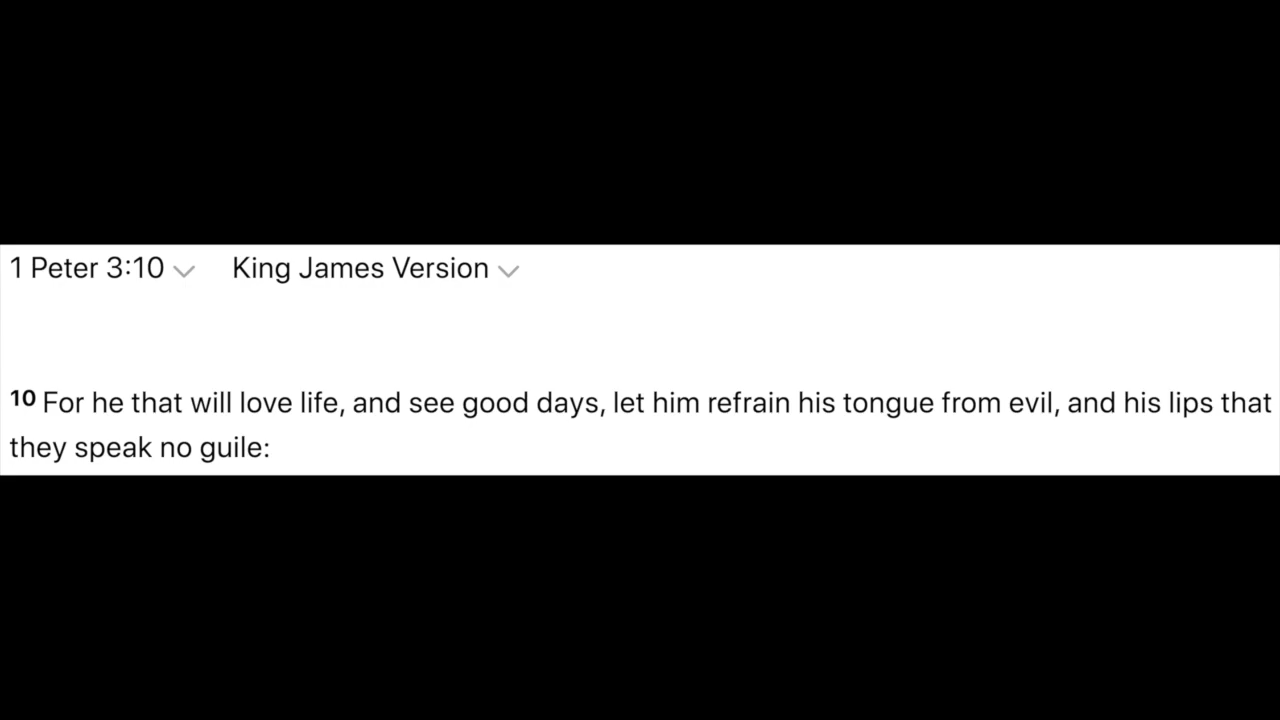 1 Peter 3:10 King James Version
10 For he that will love life, and see good days, let him refrain his tongue from evil, and his lips that
they speak no guile: